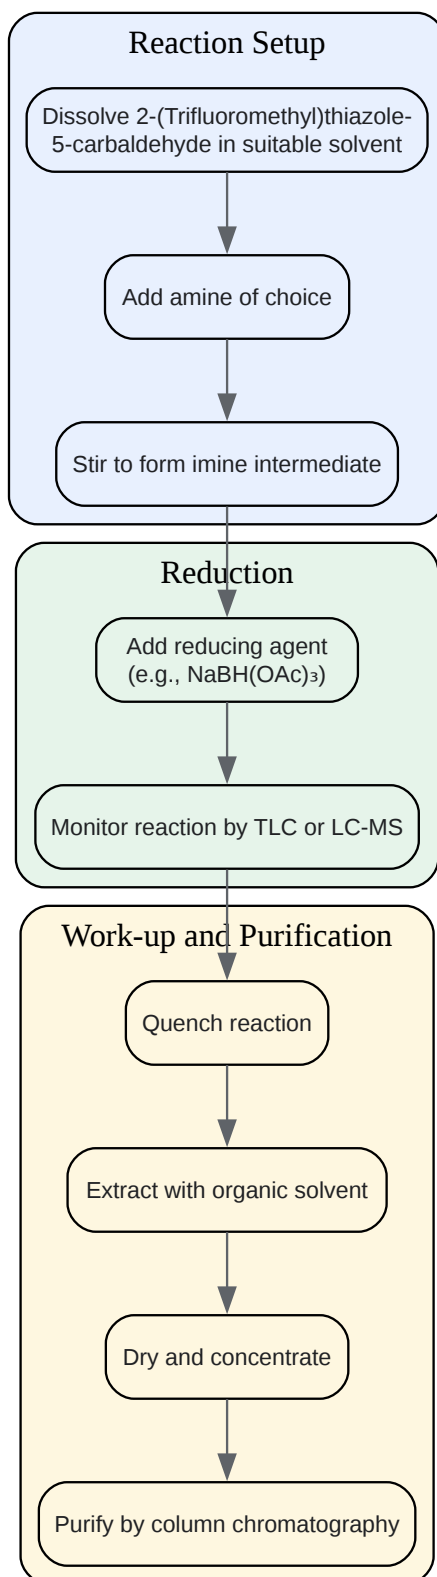 Reaction Setup
Dissolve 2-(Trifluoromethyl)thiazole-
5-carbaldehyde in suitable solvent
Add amine of choice
Stir to form imine intermediate
Reduction
Add reducing agent
(e.g., NaBH(OAc)₃)
Monitor reaction by TLC or LC-MS
Work-up and Purification
Quench reaction
Extract with organic solvent
Dry and concentrate
Purify by column chromatography